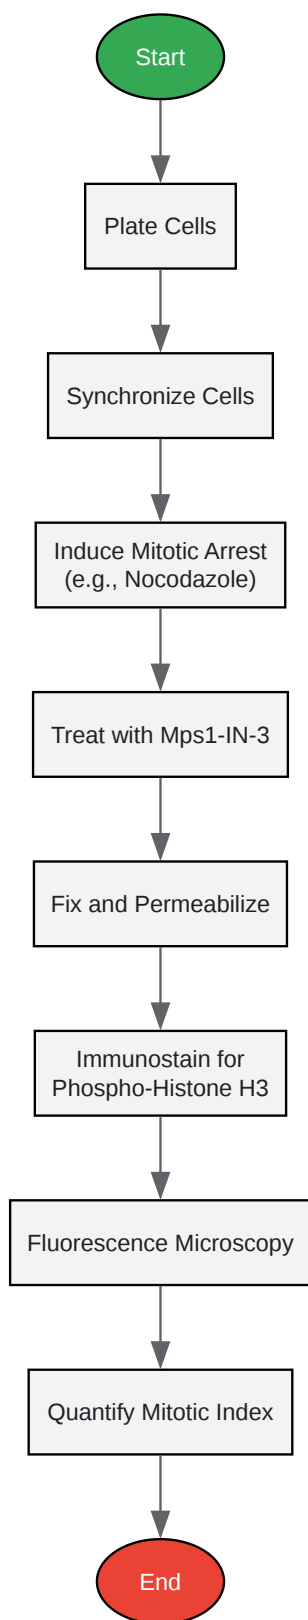 Start
Plate Cells
Synchronize Cells
Induce Mitotic Arrest
(e.g., Nocodazole)
Treat with Mps1-IN-3
Fix and Permeabilize
Immunostain for
Phospho-Histone H3
Fluorescence Microscopy
Quantify Mitotic Index
End